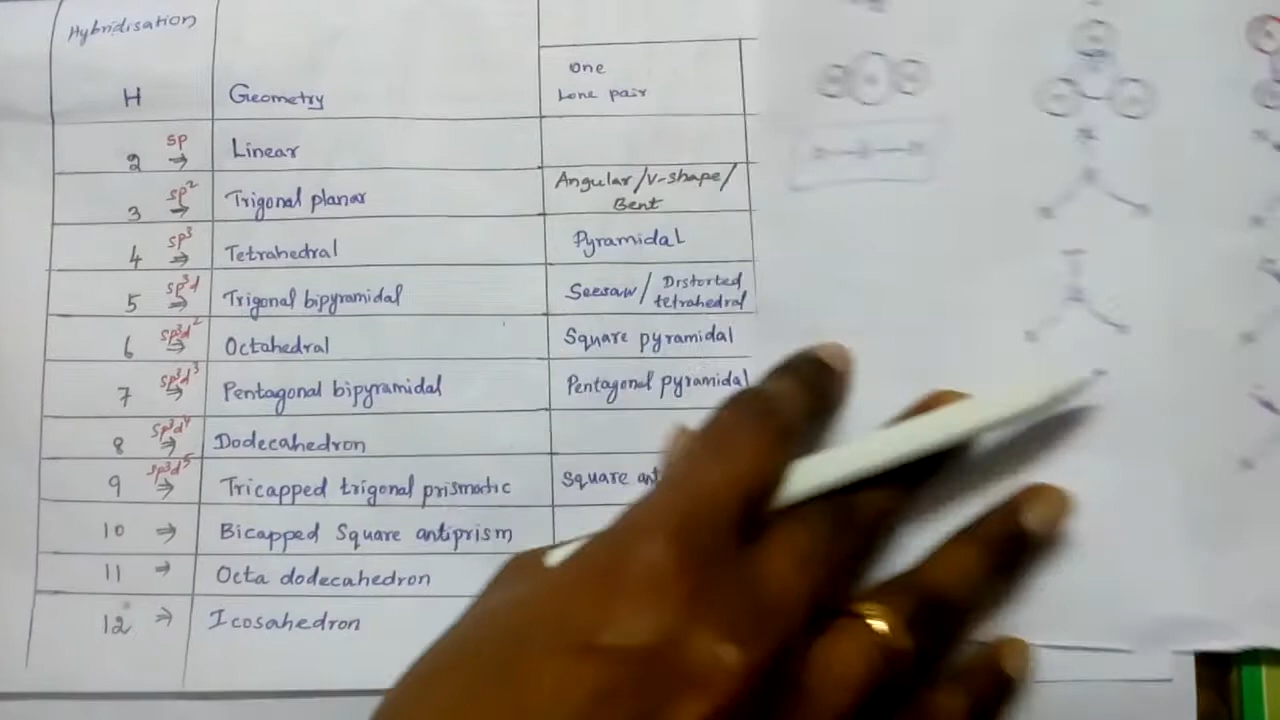 Hybridisation
H Geometry One
Lone pair
2 sp ⇒ Linear
3 sp² ⇒ Trigonal planar Angular/V-shape/
Bent
4 sp³ ⇒ Tetrahedral Pyramidal
5 sp³d ⇒ Trigonal bipyramidal Seesaw/ Drstorted
tetrahedral
6 sp³d² ⇒ Octahedral Square pyramidal
7 sp³d³ ⇒ Pentagonal bipyramidal Pentagonal pyramidal
8 sp³d⁴ ⇒ Dodecahedron
9 sp³d⁵ ⇒ Tricapped trigonal prismatic Square ant
10 ⇒ Bicapped Square antiprism
11 ⇒ Octa dodecahedron
12 ⇒ Icosahedron